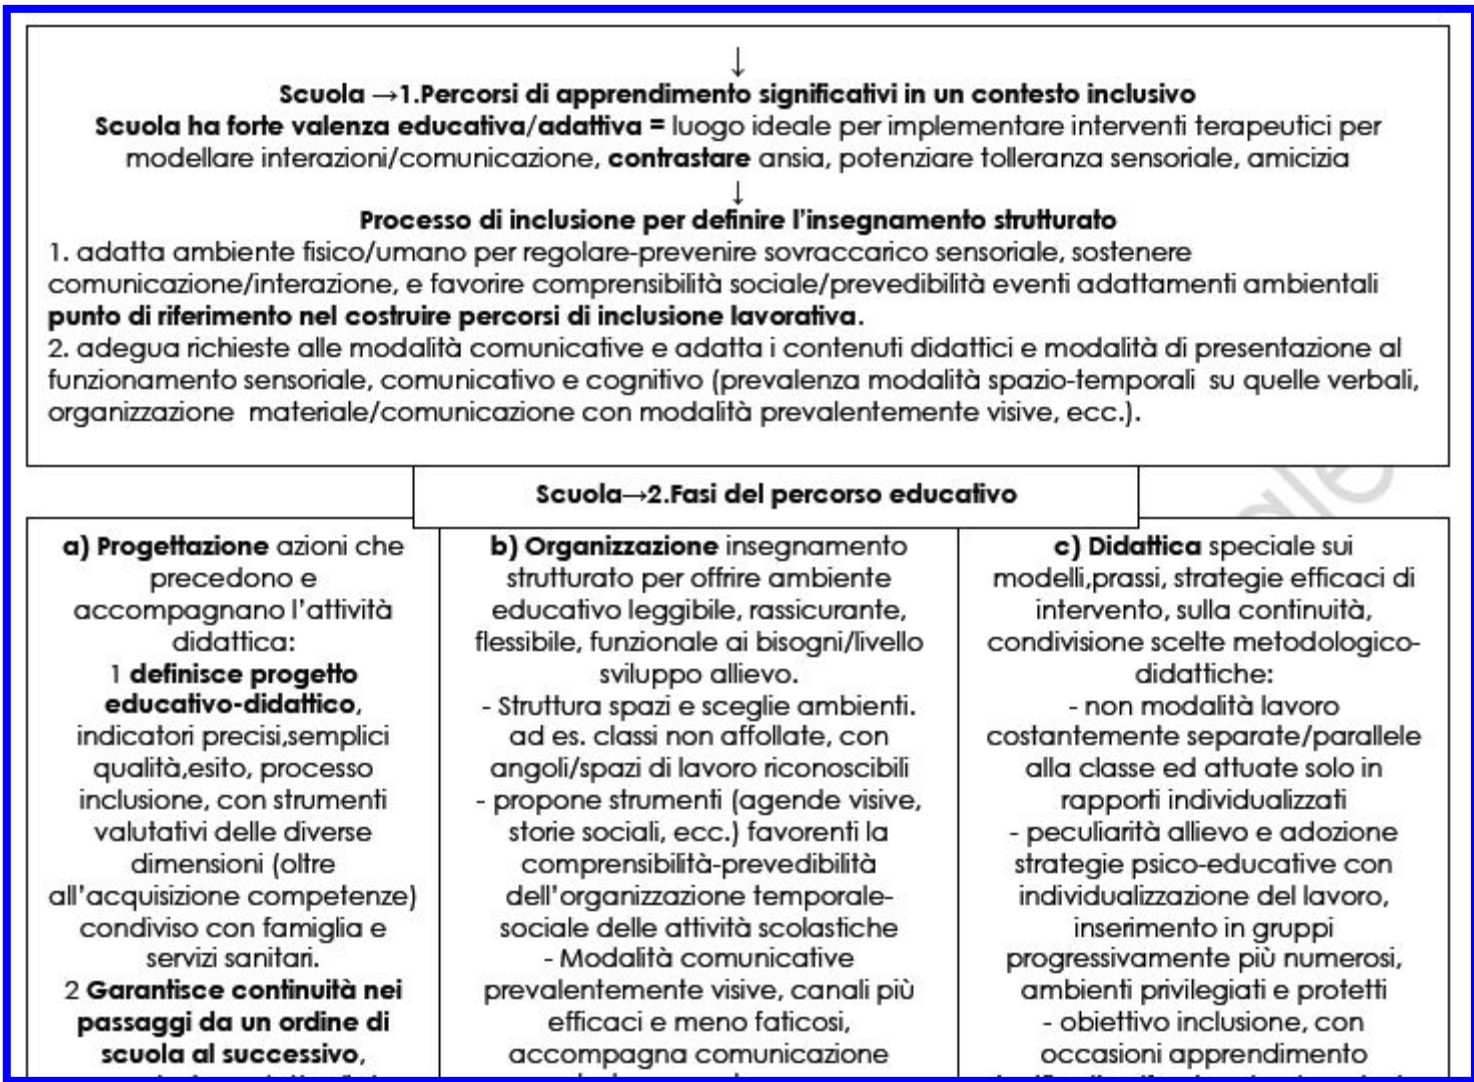 ↓
Scuola →1.Percorsi di apprendimento significativi in un contesto inclusivo
Scuola ha forte valenza educativa/adattiva = luogo ideale per implementare interventi terapeutici per
modellare interazioni/comunicazione, contrastare ansia, potenziare tolleranza sensoriale, amicizia
↓
Processo di inclusione per definire l'insegnamento strutturato
1. adatta ambiente fisico/umano per regolare-prevenire sovraccarico sensoriale, sostenere
comunicazione/interazione, e favorire comprensibilità sociale/prevedibilità eventi adattamenti ambientali
punto di riferimento nel costruire percorsi di inclusione lavorativa.
2. adegua richieste alle modalità comunicative e adatta i contenuti didattici e modalità di presentazione al
funzionamento sensoriale, comunicativo e cognitivo (prevalenza modalità spazio-temporali su quelle verbali,
organizzazione materiale/comunicazione con modalità prevalentemente visive, ecc.).
Scuola→2.Fasi del percorso educativo
a) Progettazione azioni che
precedono e
accompagnano l'attività
didattica:
1 definisce progetto
educativo-didattico,
indicatori precisi,semplici
qualità,esito, processo
inclusione, con strumenti
valutativi delle diverse
dimensioni (oltre
all'acquisizione competenze)
condiviso con famiglia e
servizi sanitari.
2 Garantisce continuità nei
passaggi da un ordine di
scuola al successivo,
b) Organizzazione insegnamento
strutturato per offrire ambiente
educativo leggibile, rassicurante,
flessibile, funzionale ai bisogni/livello
sviluppo allievo.
- Struttura spazi e sceglie ambienti.
ad es. classi non affollate, con
angoli/spazi di lavoro riconoscibili
- propone strumenti (agende visive,
storie sociali, ecc.) favorenti la
comprensibilità-prevedibilità
dell'organizzazione temporale-
sociale delle attività scolastiche
- Modalità comunicative
prevalentemente visive, canali più
efficaci e meno faticosi,
accompagna comunicazione
c) Didattica speciale sui
modelli,prassi, strategie efficaci di
intervento, sulla continuità,
condivisione scelte metodologico-
didattiche:
- non modalità lavoro
costantemente separate/parallele
alla classe ed attuate solo in
rapporti individualizzati
- peculiarità allievo e adozione
strategie psico-educative con
individualizzazione del lavoro,
inserimento in gruppi
progressivamente più numerosi,
ambienti privilegiati e protetti
- obiettivo inclusione, con
occasioni apprendimento